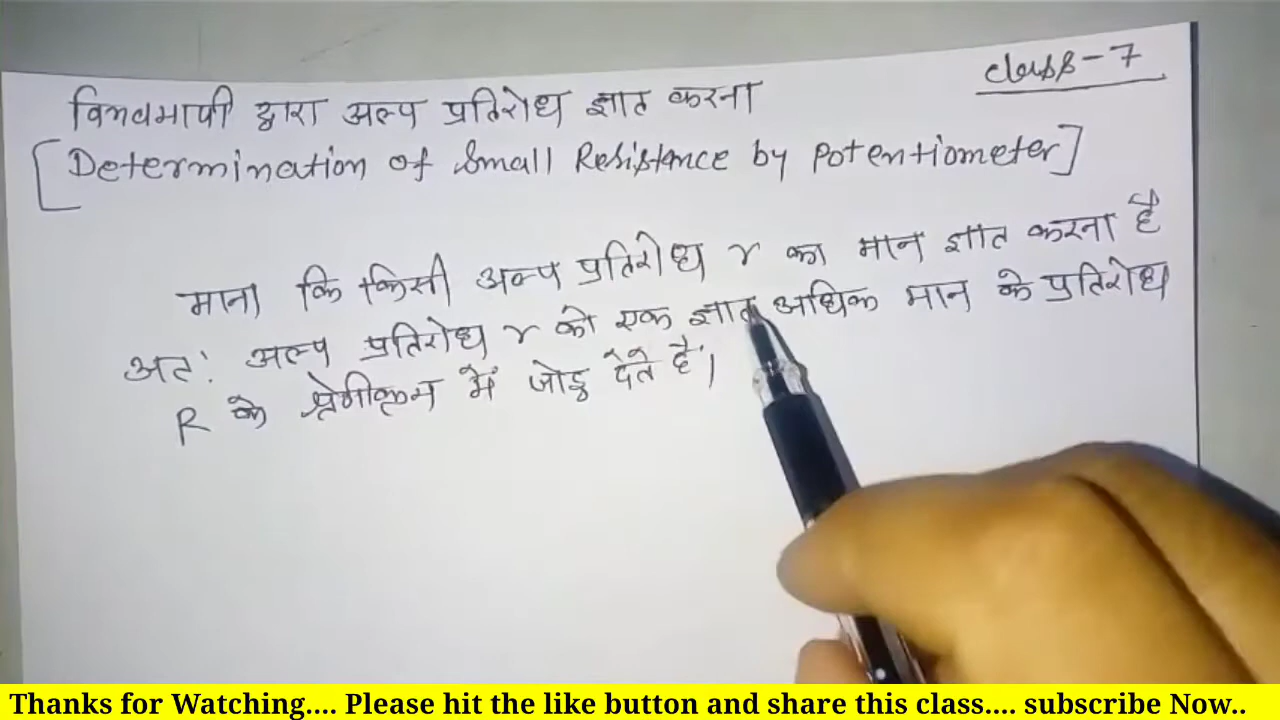 class-7
विभवमापी द्वारा अल्प प्रतिरोध ज्ञात करना
[Determination of Small Resistance by Potentiometer]
माना कि किसी अल्प प्रतिरोध r का मान ज्ञात करना है
अतः अल्प प्रतिरोध r को एक ज्ञात अधिक मान के प्रतिरोध
R के श्रेणीक्रम में जोड़ देते हैं।
Thanks for Watching.... Please hit the like button and share this class.... subscribe Now..